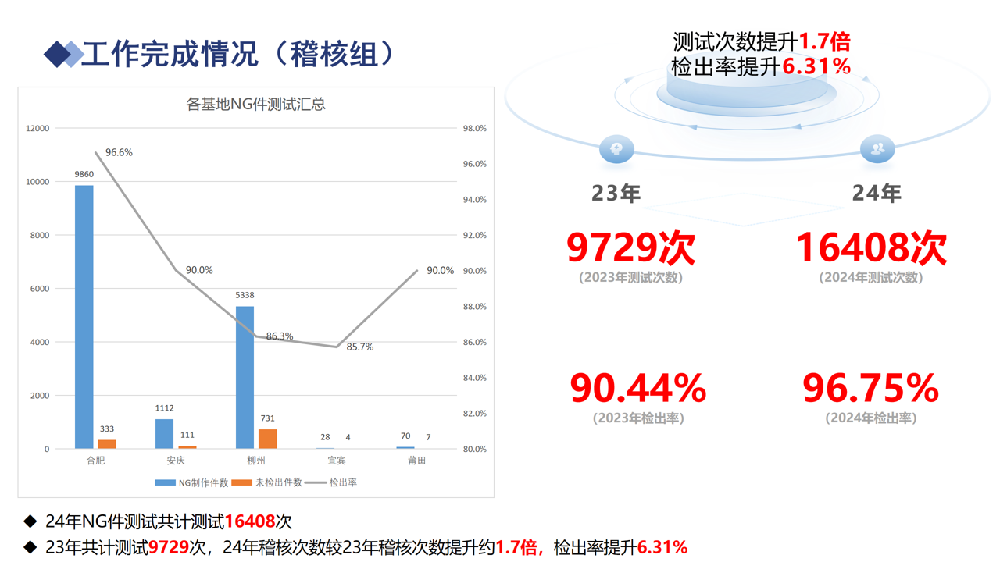 工作完成情况（稽核组）
测试次数提升1.7倍
检出率提升6.31%
各基地NG件测试汇总
12000
10000
8000
6000
4000
2000
0
98.0%
96.0%
94.0%
92.0%
90.0%
88.0%
86.0%
84.0%
82.0%
80.0%
96.6%
90.0%
86.3%
85.7%
90.0%
9860
333
1112
111
5338
731
28
4
70
7
合肥
安庆
柳州
宜宾
莆田
NG制作件数
未检出件数
检出率
23年
24年
9729次
16408次
（2023年测试次数）
（2024年测试次数）
90.44%
96.75%
（2023年检出率）
（2024年检出率）
◆ 24年NG件测试共计测试16408次
◆ 23年共计测试9729次，24年稽核次数较23年稽核次数提升约1.7倍，检出率提升6.31%